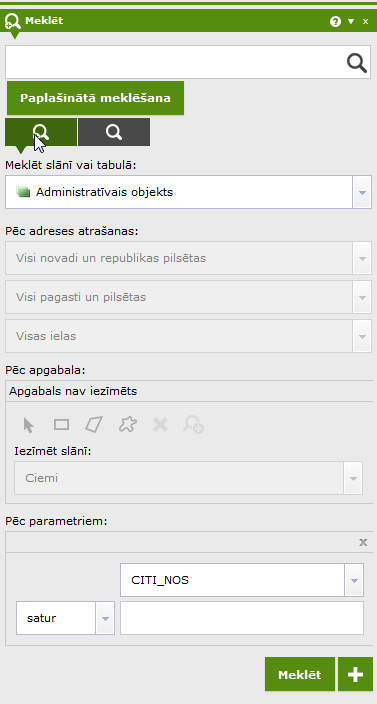 Meklēt
Paplašinātā meklēšana
Meklēt slānī vai tabulā:
Administratīvais objekts
Pēc adreses atrašanas:
Visi novadi un republikas pilsētas
Visi pagasti un pilsētas
Visas ielas
Pēc apgabala:
Apgabals nav iezīmēts
Iezīmēt slānī:
Ciemi
Pēc parametriem:
x
CITI_NOS
satur
Meklēt